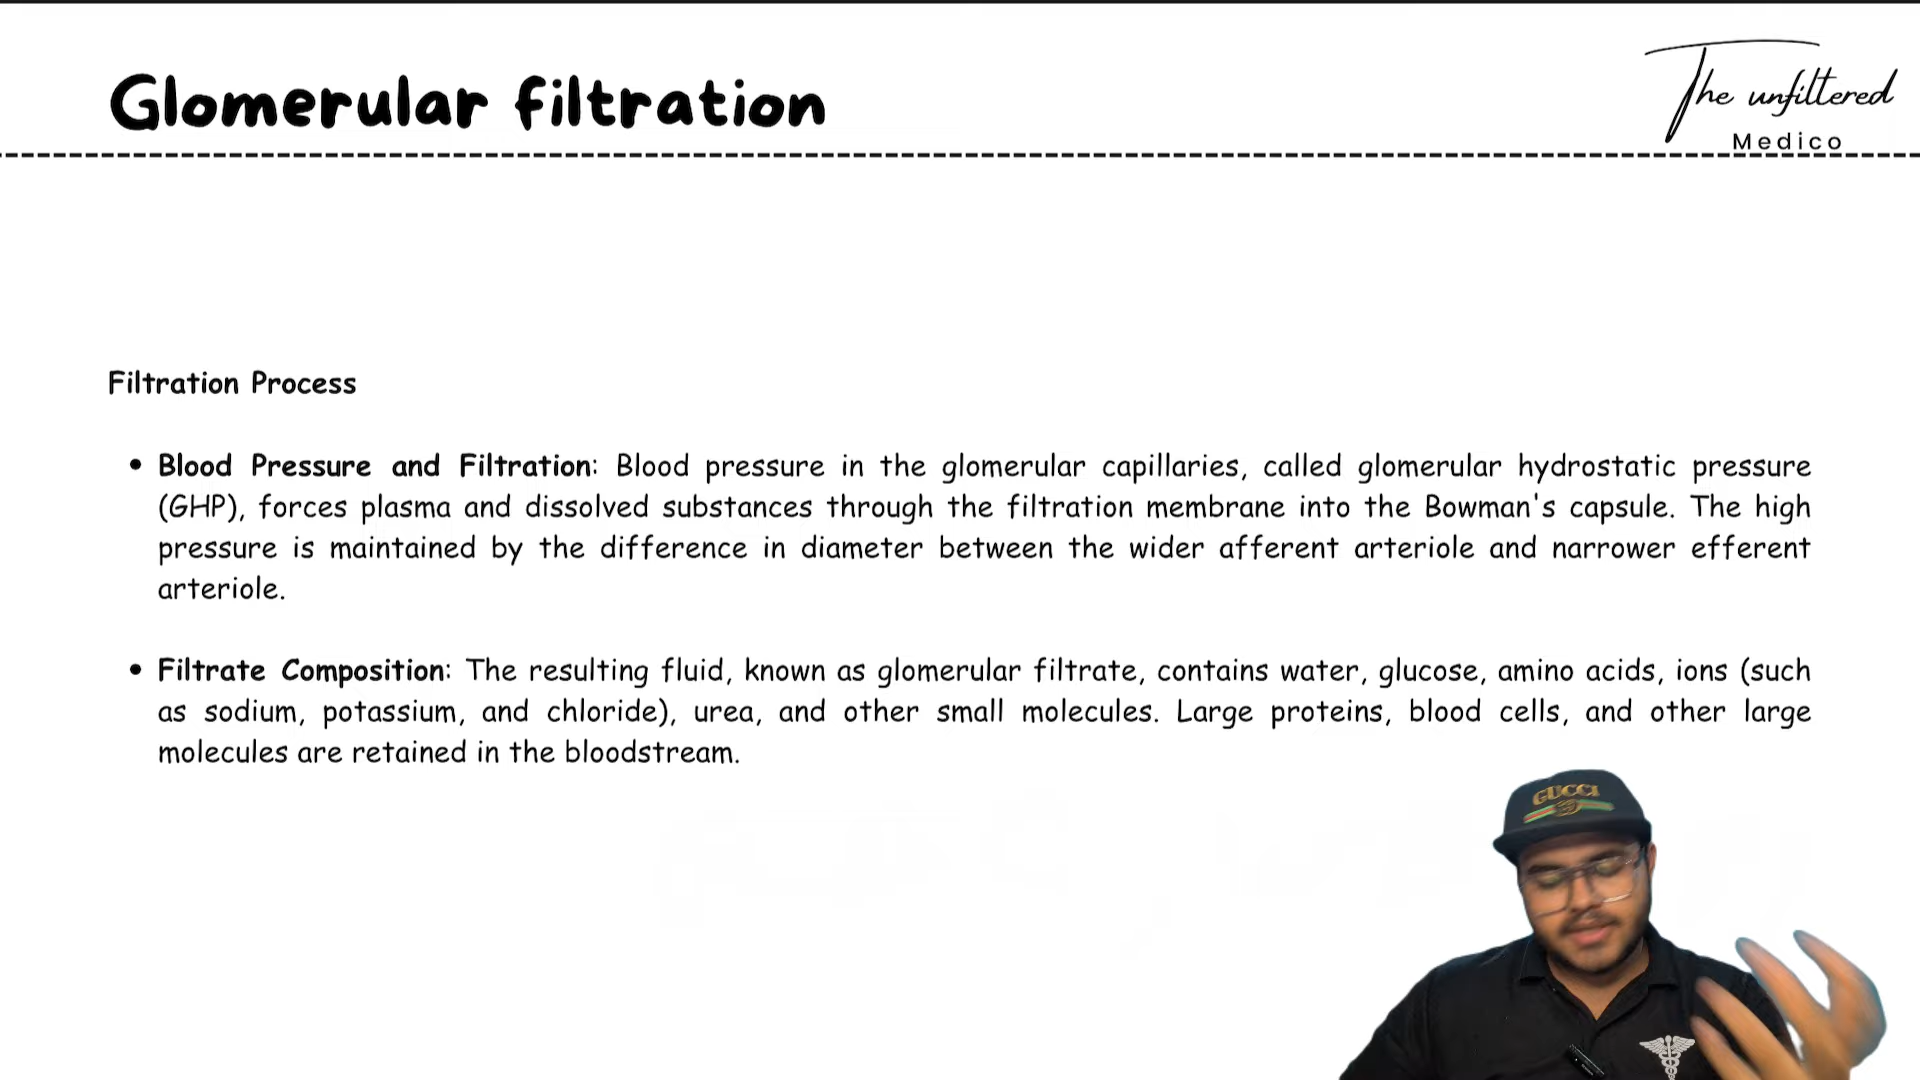 Glomerular filtration
The unfiltered
Medico
Filtration Process
• Blood Pressure and Filtration: Blood pressure in the glomerular capillaries, called glomerular hydrostatic pressure
(GHP), forces plasma and dissolved substances through the filtration membrane into the Bowman's capsule. The high
pressure is maintained by the difference in diameter between the wider afferent arteriole and narrower efferent
arteriole.
• Filtrate Composition: The resulting fluid, known as glomerular filtrate, contains water, glucose, amino acids, ions (such
as sodium, potassium, and chloride), urea, and other small molecules. Large proteins, blood cells, and other large
molecules are retained in the bloodstream.
GUCCI